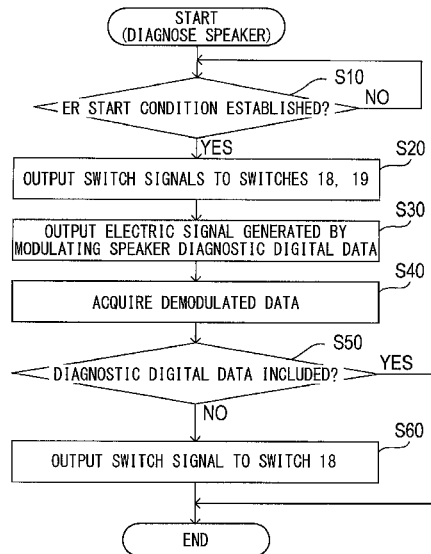 START
(DIAGNOSE SPEAKER)
S10
ER START CONDITION ESTABLISHED?
NO
YES
S20
OUTPUT SWITCH SIGNALS TO SWITCHES 18, 19
S30
OUTPUT ELECTRIC SIGNAL GENERATED BY
MODULATING SPEAKER DIAGNOSTIC DIGITAL DATA
S40
ACQUIRE DEMODULATED DATA
S50
DIAGNOSTIC DIGITAL DATA INCLUDED?
YES
NO
S60
OUTPUT SWITCH SIGNAL TO SWITCH 18
END